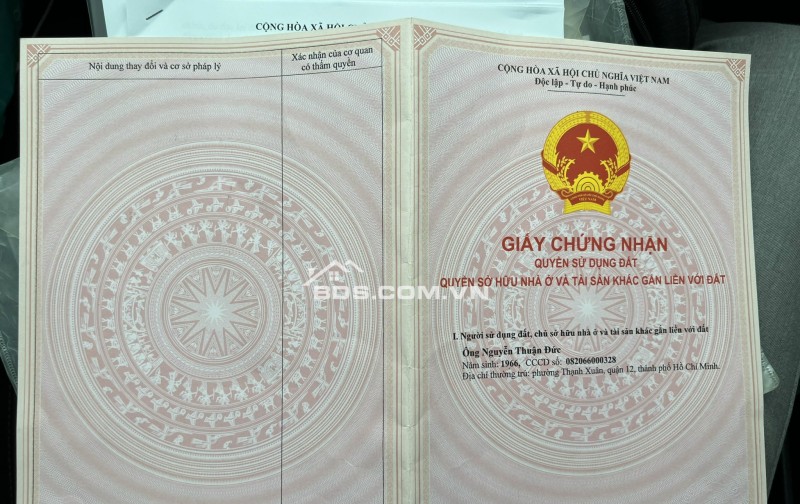 CỘNG HÒA XÃ HỘI
Nội dung thay đổi và cơ sở pháp lý
Xác nhận của cơ quan
có thẩm quyền
CỘNG HÒA XÃ HỘI CHỦ NGHĨA VIỆT NAM
Độc lập - Tự do - Hạnh phúc
VIỆT NAM
GIẤY CHỨNG NHẬN
QUYỀN SỬ DỤNG ĐẤT
QUYỀN SỞ HỮU NHÀ Ở VÀ TÀI SẢN KHÁC GẮN LIỀN VỚI ĐẤT
BDS.COM.VN
I. Người sử dụng đất, chủ sở hữu nhà ở và tài sản khác gắn liền với đất
Ông Nguyễn Thuận Đức
Năm sinh: 1966, CCCD số: 082066000328
Địa chỉ thường trú: phường Thạnh Xuân, quận 12, thành phố Hồ Chí Minh.